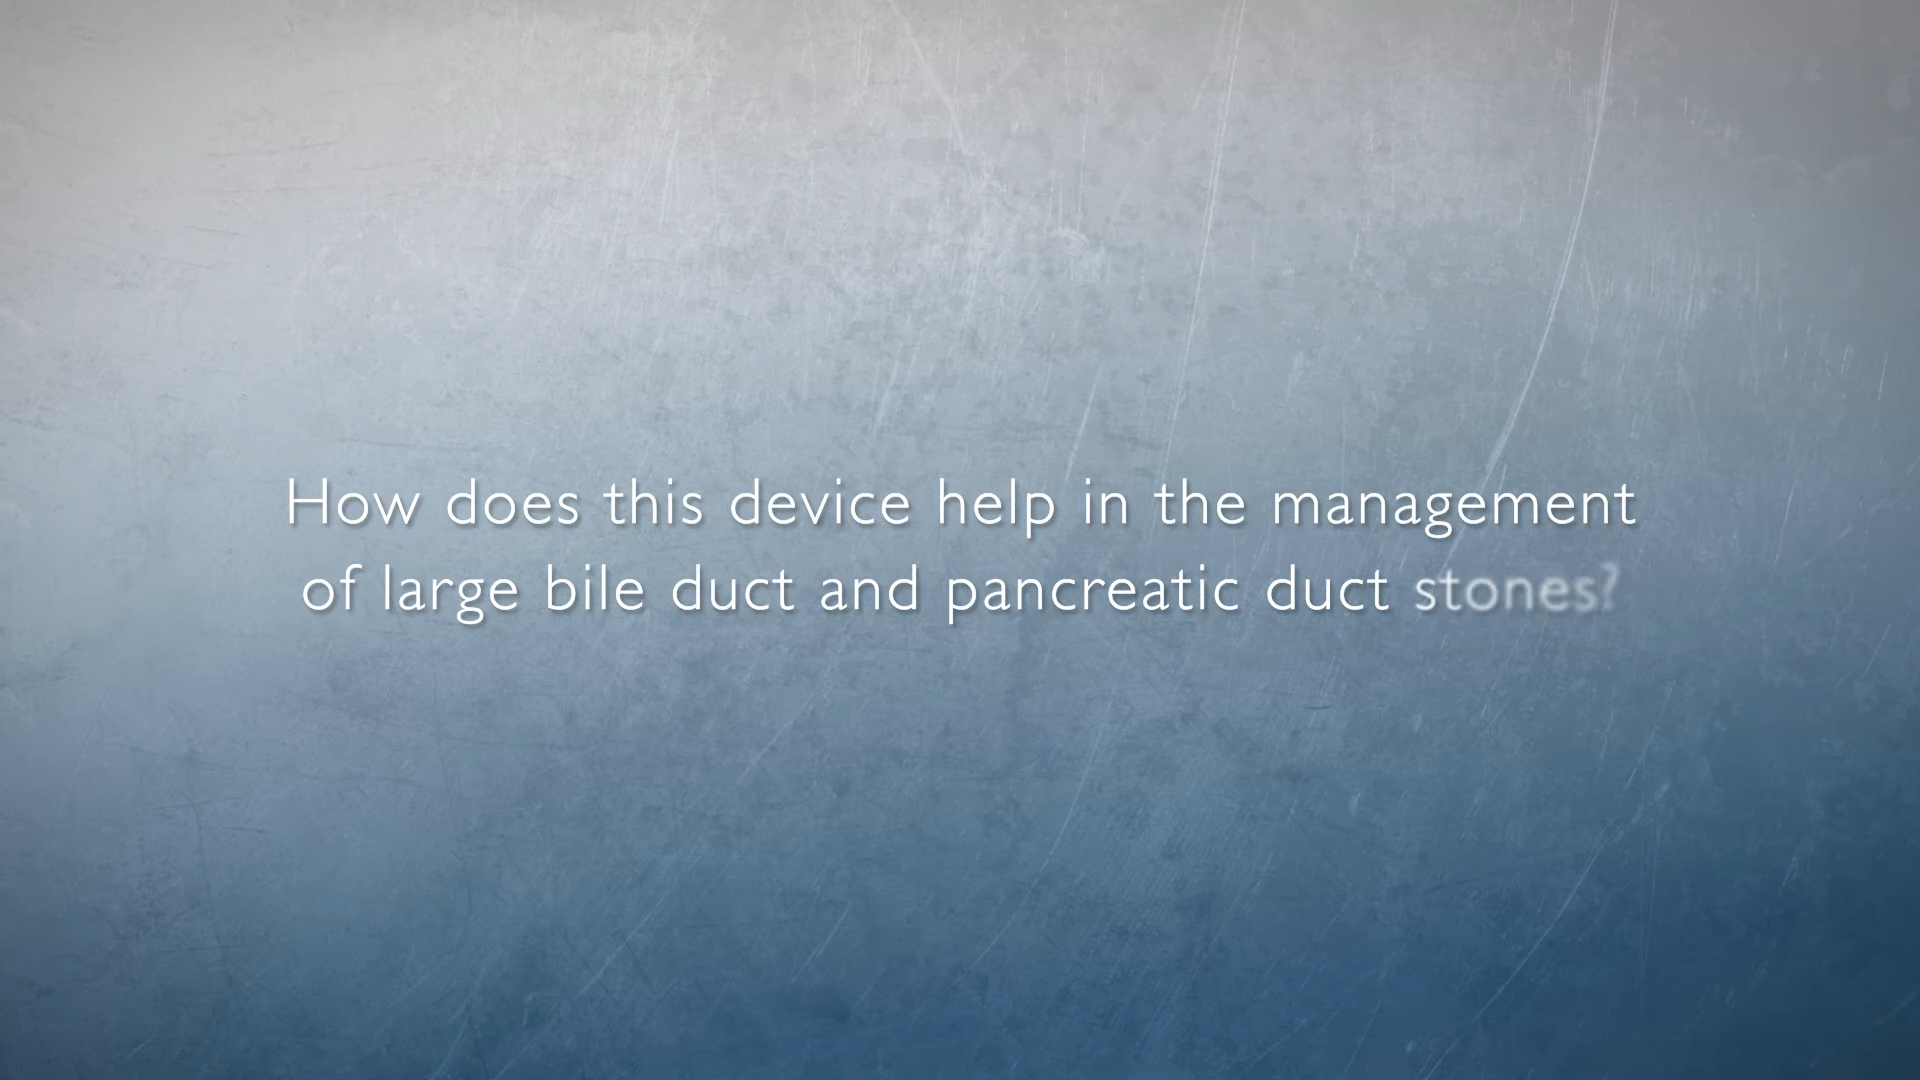 How does this device help in the management
of large bile duct and pancreatic duct stones?